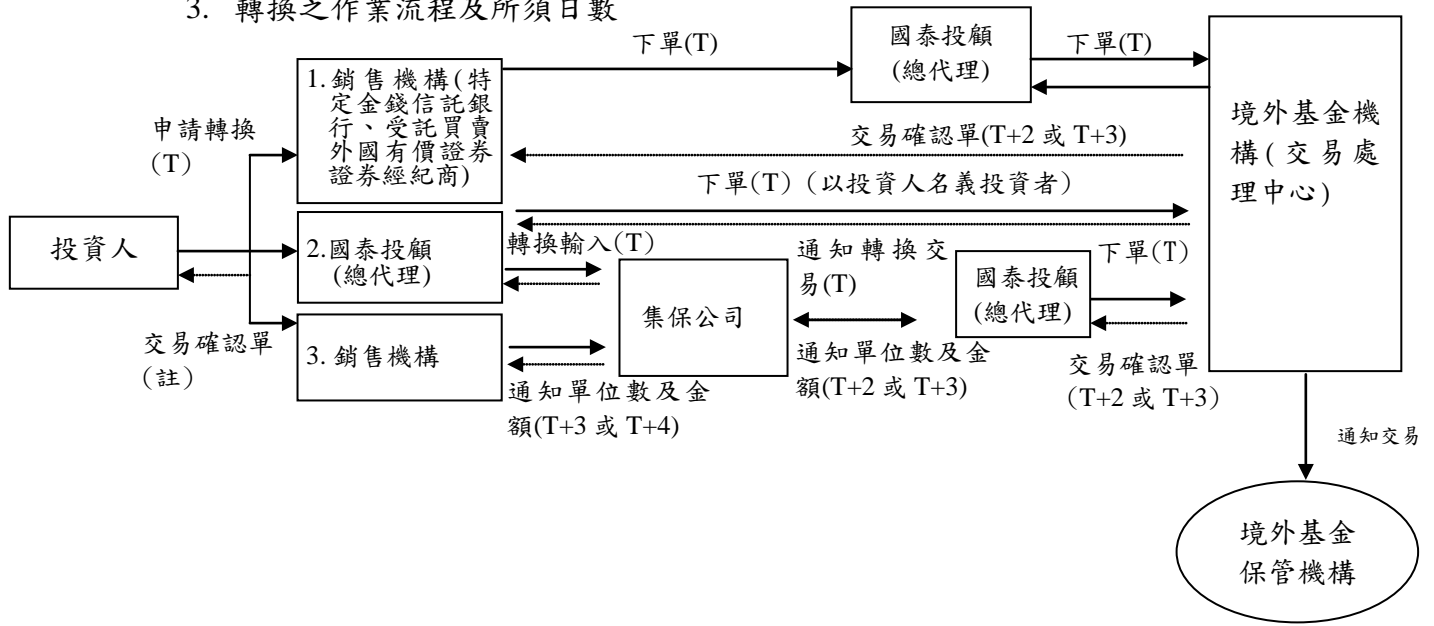 3. 轉換之作業流程及所須日數
下單(T)
國泰投顧
(總代理)
下單(T)
1.銷售機構(特
定金錢信託銀
行、受託買賣
外國有價證券
證券經紀商)
申請轉換
(T)
境外基金機
構(交易處
理中心)
交易確認單(T+2 或 T+3)
下單(T)（以投資人名義投資者）
投資人
2.國泰投顧
(總代理)
轉換輸入(T)
通知轉換交
易(T)
國泰投顧
(總代理)
下單(T)
集保公司
交易確認單
（註）
3. 銷售機構
通知單位數及金
額(T+3 或 T+4)
通知單位數及金
額(T+2 或 T+3)
交易確認單
（T+2 或 T+3）
通知交易
境外基金
保管機構